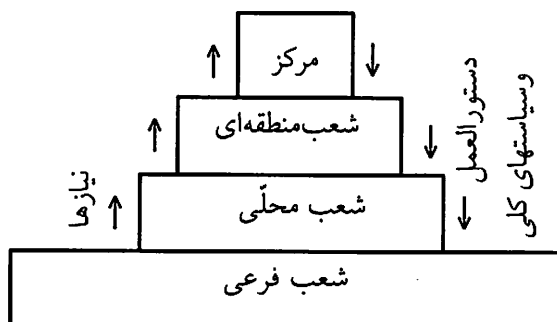 مرکز
شعب منطقه‌ای
شعب محلّی
شعب فرعی
نیازها
دستورالعمل
وسیاستهای کلی